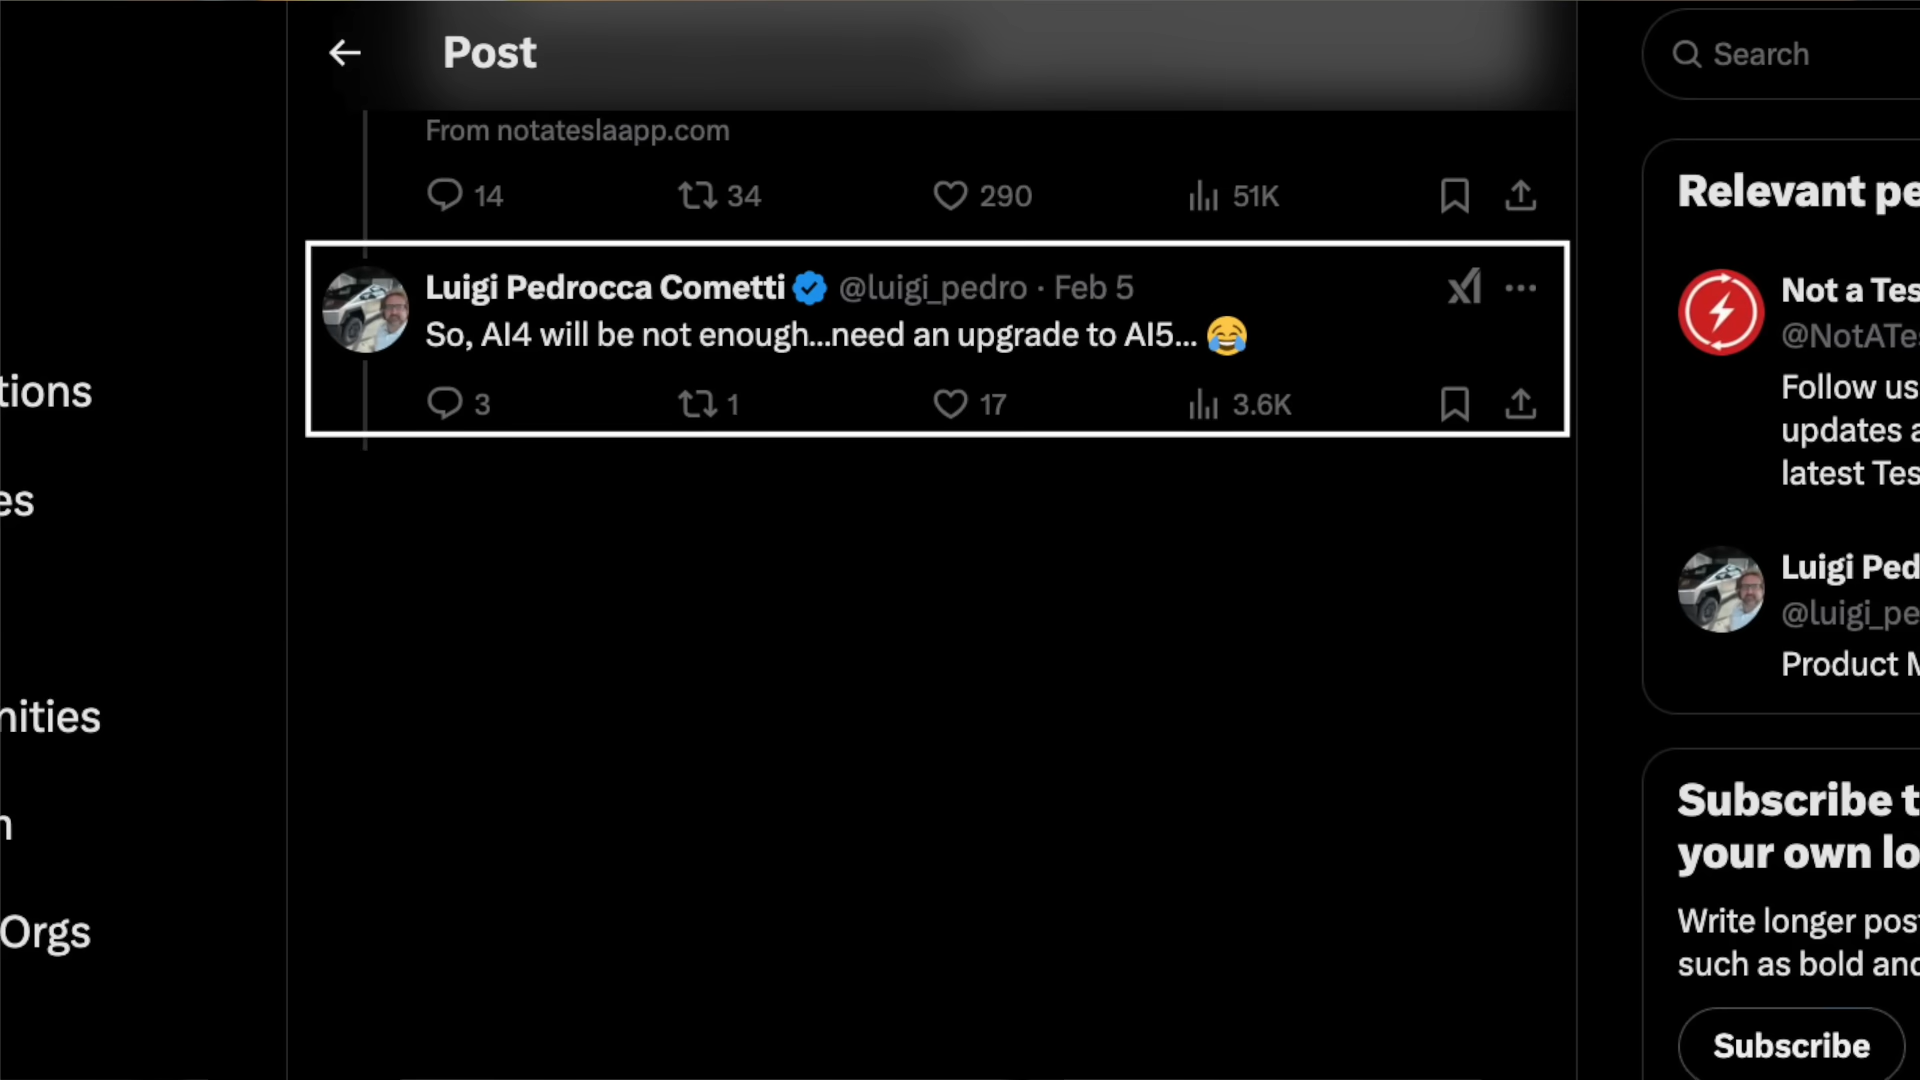 Post
Search
From notateslaapp.com
14 34 290 51K
Luigi Pedrocca Cometti @luigi_pedro · Feb 5
So, AI4 will be not enough...need an upgrade to AI5... 😂
3 1 17 3.6K
tions
es
nities
n
Orgs
Relevant pe
Not a Tes
@NotATes
Follow us
updates a
latest Tes
Luigi Ped
@luigi_pe
Product M
Subscribe t
your own lo
Write longer pos
such as bold and
Subscribe